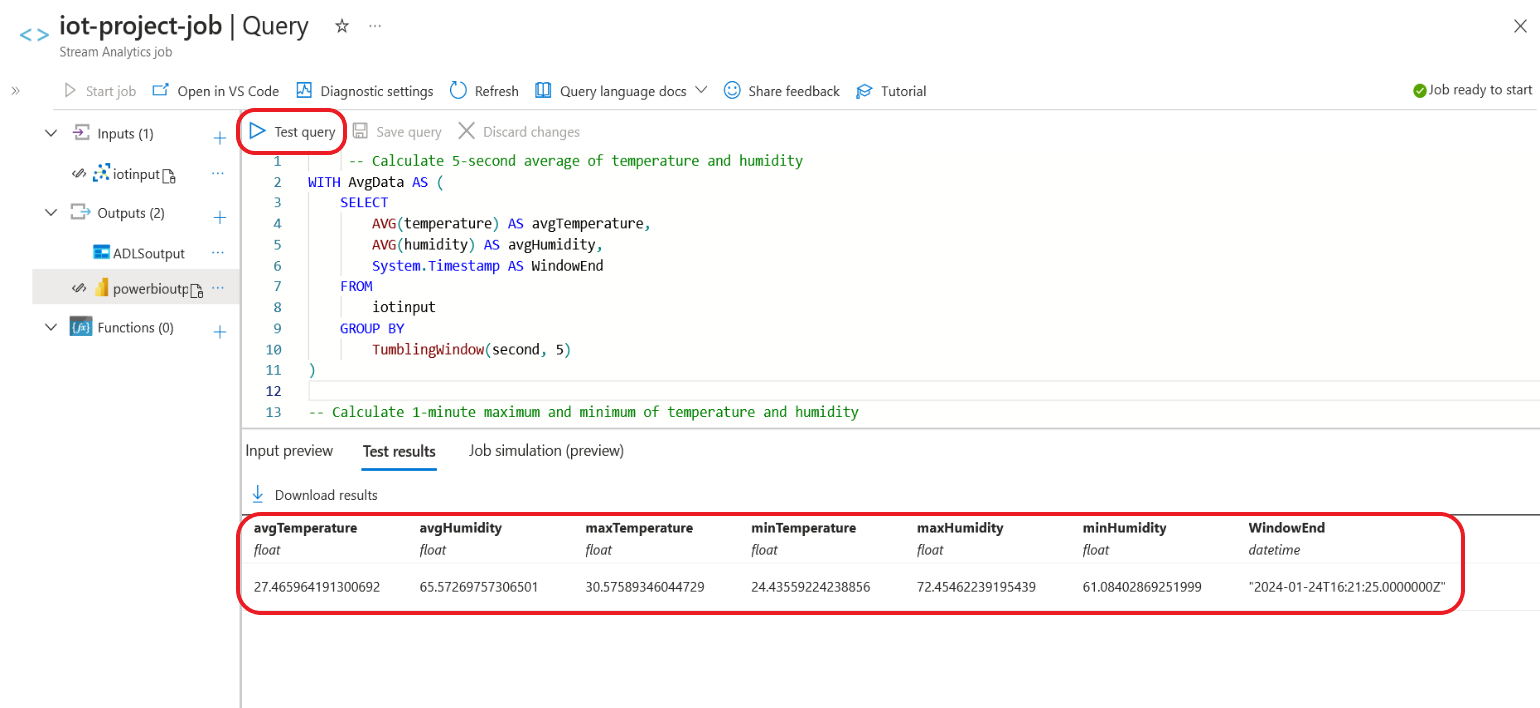 iot-project-job | Query
Stream Analytics job
Start job Open in VS Code Diagnostic settings Refresh Query language docs Share feedback Tutorial Job ready to start
Inputs (1)
iotinput
Outputs (2)
ADLSoutput
powerbioutp
Functions (0)
Test query Save query Discard changes
1 -- Calculate 5-second average of temperature and humidity
2 WITH AvgData AS (
3 SELECT
4 AVG(temperature) AS avgTemperature,
5 AVG(humidity) AS avgHumidity,
6 System.Timestamp AS WindowEnd
7 FROM
8 iotinput
9 GROUP BY
10 TumblingWindow(second, 5)
11 )
12
13 -- Calculate 1-minute maximum and minimum of temperature and humidity
Input preview Test results Job simulation (preview)
Download results
avgTemperature avgHumidity maxTemperature minTemperature maxHumidity minHumidity WindowEnd
float float float float float float datetime
27.465964191300692 65.57269757306501 30.57589346044729 24.43559224238856 72.45462239195439 61.08402869251999 "2024-01-24T16:21:25.0000000Z"